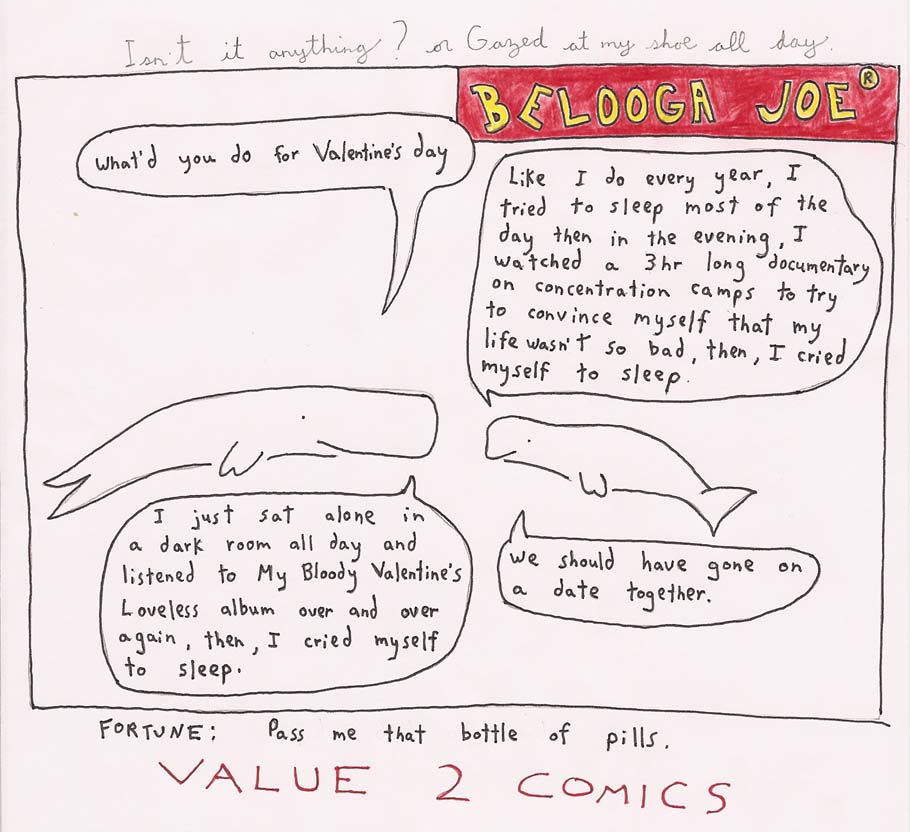 Isn't it anything? or Gazed at my shoe all day.
BELOOGA JOE®
What'd you do for Valentine's day
Like I do every year, I
tried to sleep most of the
day then in the evening, I
watched a 3hr long documentary
on concentration camps to try
to convince myself that my
life wasn't so bad, then, I cried
myself to sleep.
I just sat alone in
a dark room all day and
listened to My Bloody Valentine's
Loveless album over and over
again, then, I cried myself
to sleep.
we should have gone on
a date together.
FORTUNE: Pass me that bottle of pills.
VALUE 2 COMICS